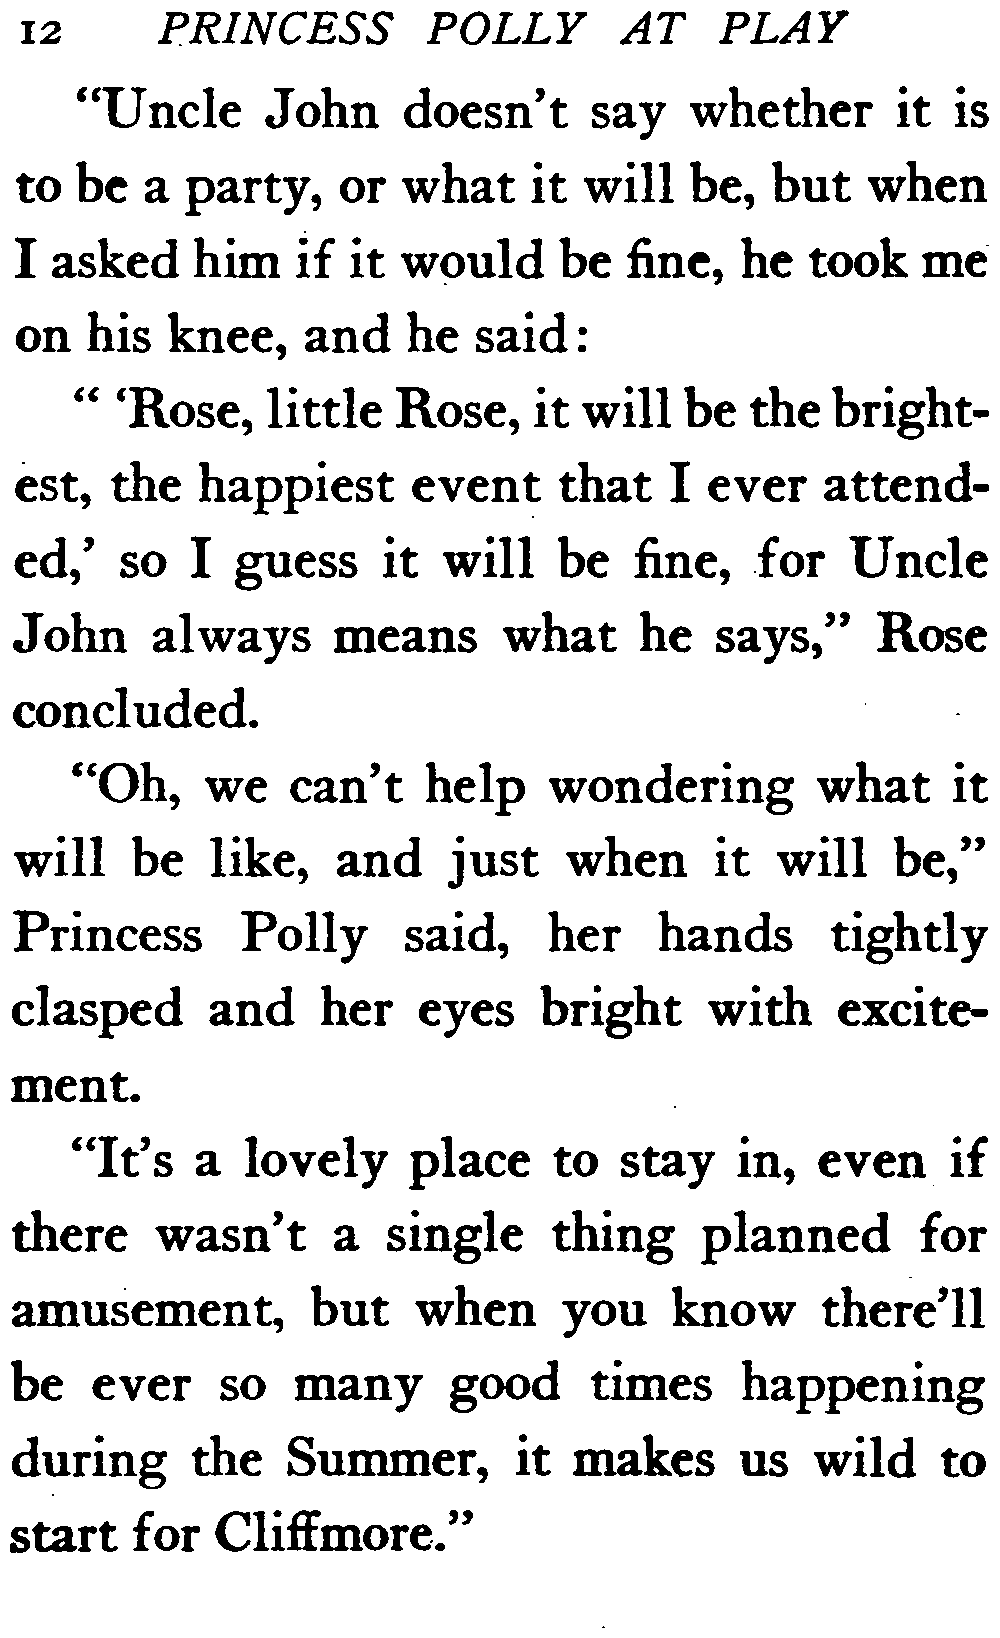 12 PRINCESS POLLY AT PLAY
"Uncle John doesn't say whether it is
to be a party, or what it will be, but when
I asked him if it would be fine, he took me
on his knee, and he said:
" 'Rose, little Rose, it will be the bright-
est, the happiest event that I ever attend-
ed,' so I guess it will be fine, for Uncle
John always means what he says," Rose
concluded.
"Oh, we can't help wondering what it
will be like, and just when it will be,"
Princess Polly said, her hands tightly
clasped and her eyes bright with excite-
ment.
"It's a lovely place to stay in, even if
there wasn't a single thing planned for
amusement, but when you know there'll
be ever so many good times happening
during the Summer, it makes us wild to
start for Cliffmore."